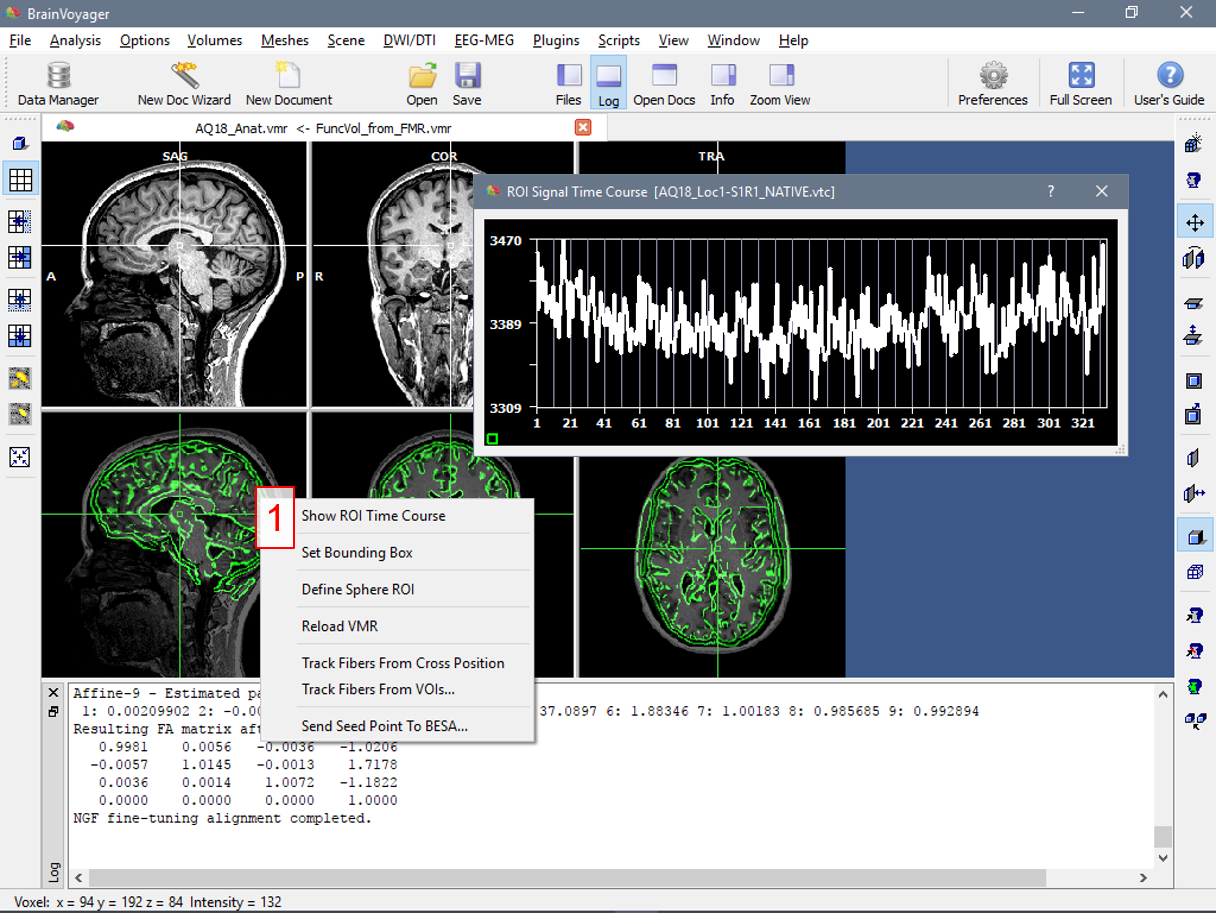 BrainVoyager
File Analysis Options Volumes Meshes Scene DWI/DTI EEG-MEG Plugins Scripts View Window Help
Data Manager New Doc Wizard New Document Open Save Files Log Open Docs Info Zoom View Preferences Full Screen User's Guide
AQ18_Anat.vmr <- FuncVol_from_FMR.vmr
SAG
COR
TRA
A
P
R
ROI Signal Time Course [AQ18_Loc1-S1R1_NATIVE.vtc] ?
3470
3389
3309
1 21 41 61 81 101 121 141 161 181 201 221 241 261 281 301 321
1
Show ROI Time Course
Set Bounding Box
Define Sphere ROI
Reload VMR
Track Fibers From Cross Position
Track Fibers From VOIs...
Send Seed Point To BESA...
Affine-9 - Estimated
1: 0.00209902 2: 37.0897 6: 1.88346 7: 1.00183 8: 0.985685 9: 0.992894
Resulting FA matrix
0.9981 0.0056 -0.0036 -1.0206
-0.0057 1.0145 -0.0013 1.7178
0.0036 0.0014 1.0072 -1.1822
0.0000 0.0000 0.0000 1.0000
NGF fine-tuning alignment completed.
Log
Voxel: x = 94 y = 192 z = 84 Intensity = 132